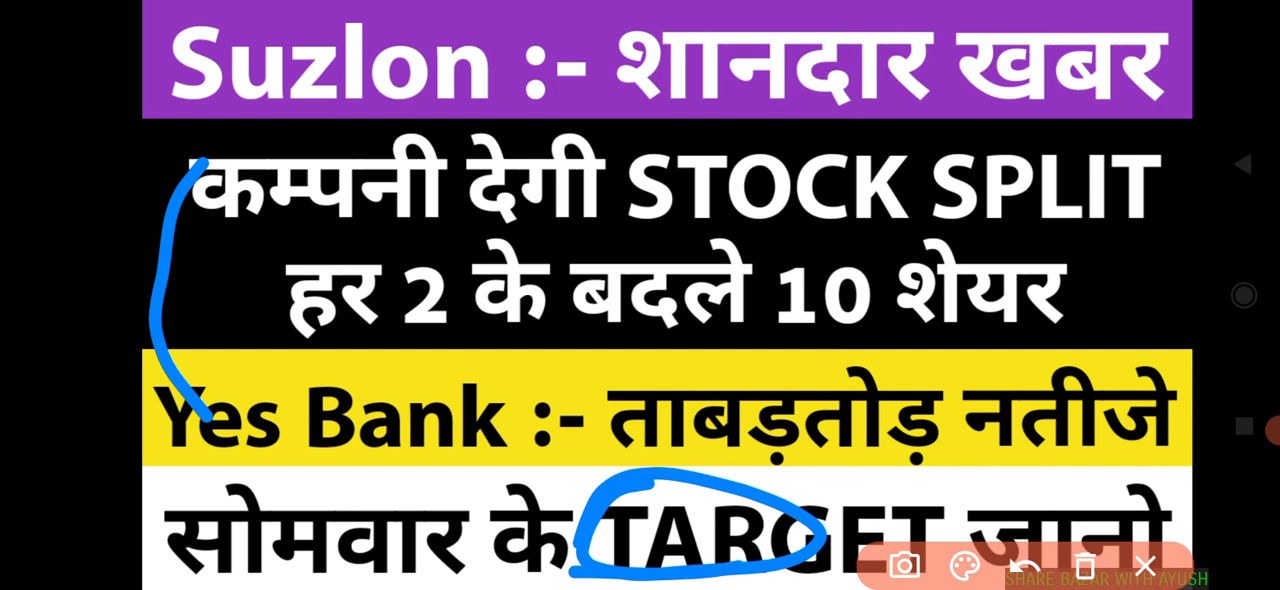 Suzlon :- शानदार खबर
कम्पनी देगी STOCK SPLIT
हर 2 के बदले 10 शेयर
Yes Bank :- ताबड़तोड़ नतीजे
सोमवार के TARGET जानो
SHARE BAZAR WITH AYUSH